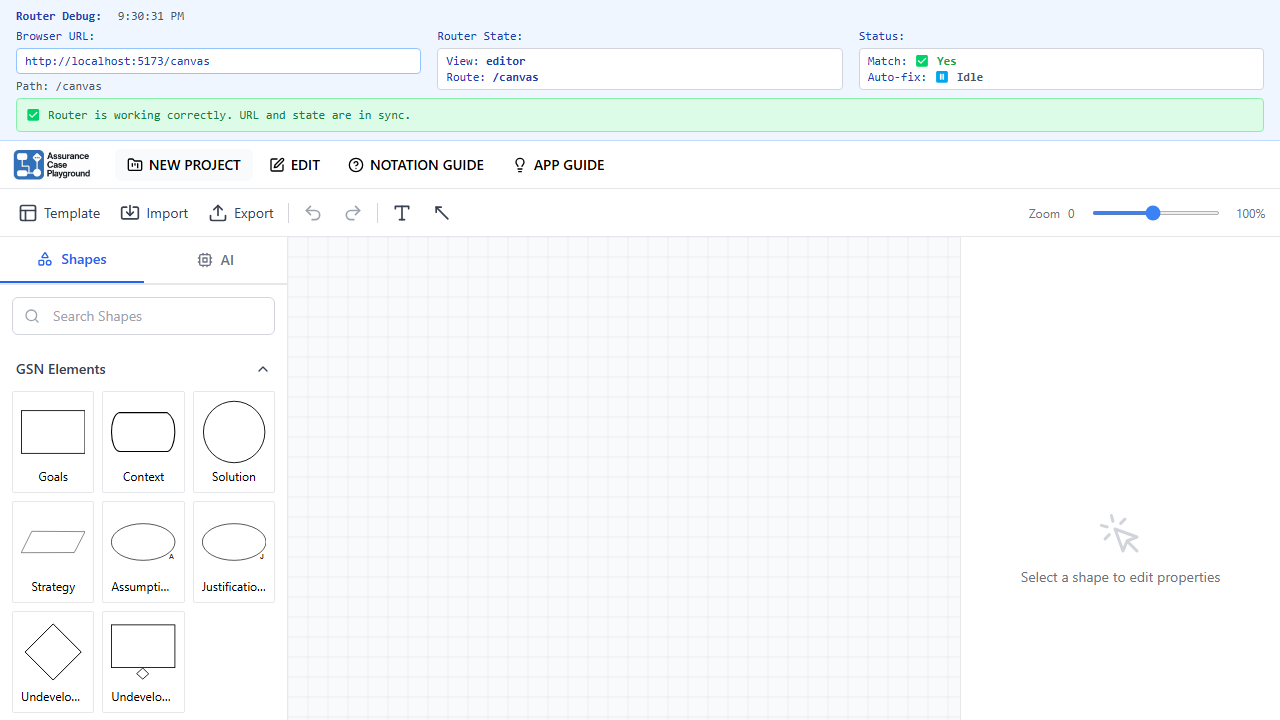 Router Debug: 9:30:31 PM
Browser URL:
http://localhost:5173/canvas
Path: /canvas
Router State:
View: editor
Route: /canvas
Status:
Match: ✅ Yes
Auto-fix: ⏸ Idle
✅ Router is working correctly. URL and state are in sync.
Assurance
Case
Playground
NEW PROJECT
EDIT
NOTATION GUIDE
APP GUIDE
Template
Import
Export
Zoom 0
100%
Shapes
AI
Search Shapes
GSN Elements
Goals
Context
Solution
Strategy
A
Assumpti...
J
Justificatio...
Undevelo...
Undevelo...
Select a shape to edit properties